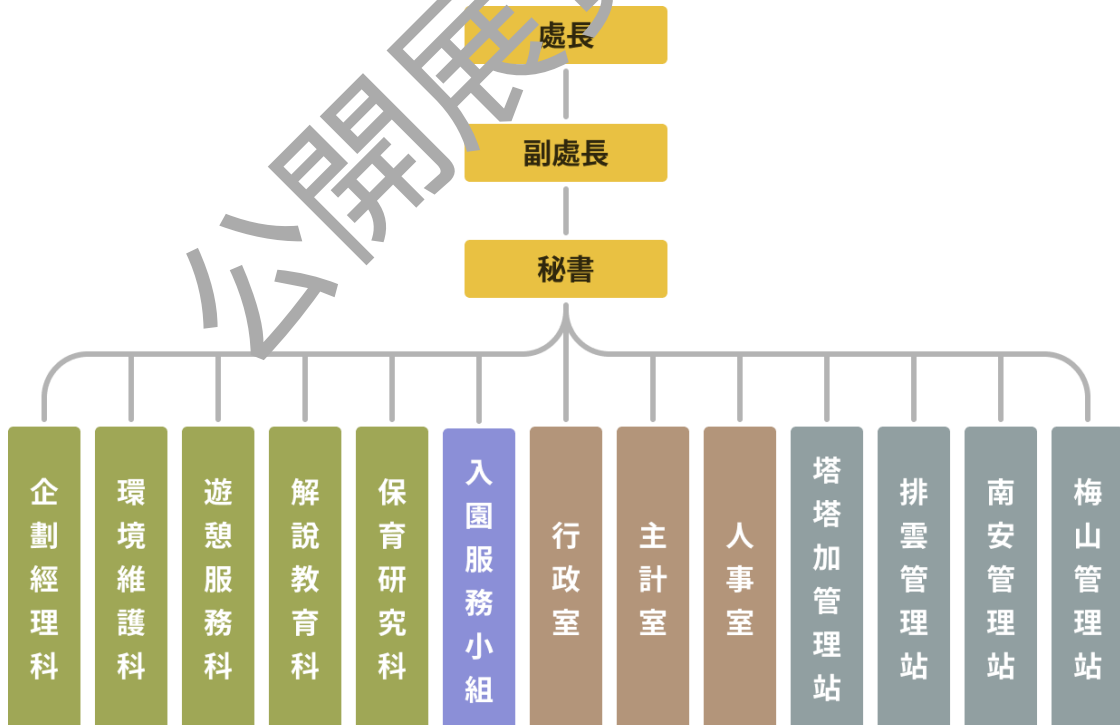 處長
副處長
秘書
企劃經理科
環境維護科
遊憩服務科
解說教育科
保育研究科
入園服務小組
行政室
主計室
人事室
塔塔加管理站
排雲管理站
南安管理站
梅山管理站
公開展